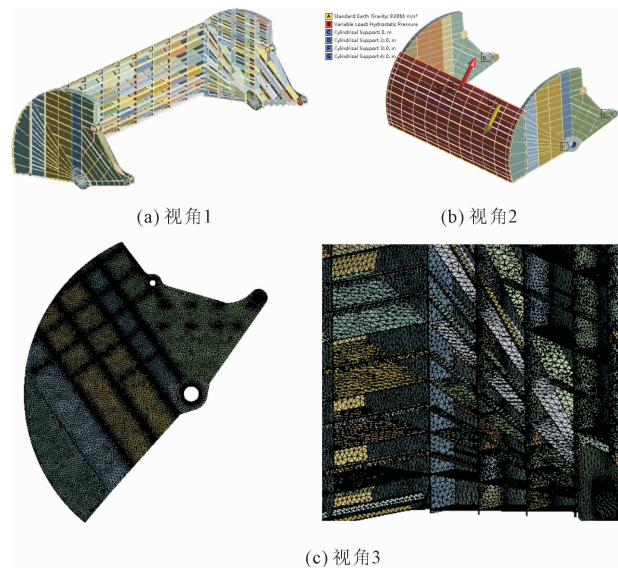 A Standard Earth Gravity: 9.8066 m/s²
B Variable Load: Hydrostatic Pressure
C Cylindrical Support: 0. m
D Cylindrical Support 2: 0. m
E Cylindrical Support 3: 0. m
G Cylindrical Support 4: 0. m
(a)视角1
(b)视角2
(c)视角3